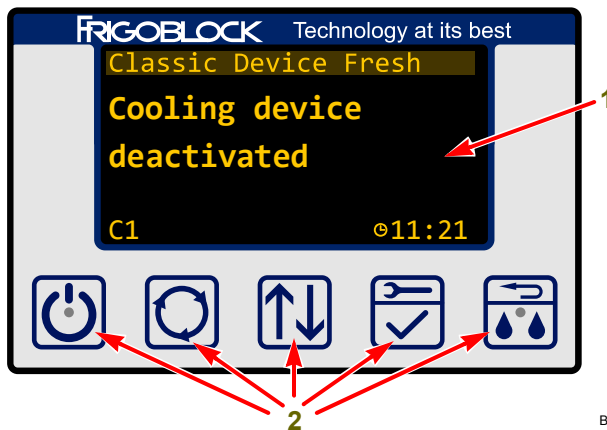 FRIGOBLOCK Technology at its best
Classic Device Fresh
Cooling device
deactivated
C1 11:21
1
2
B